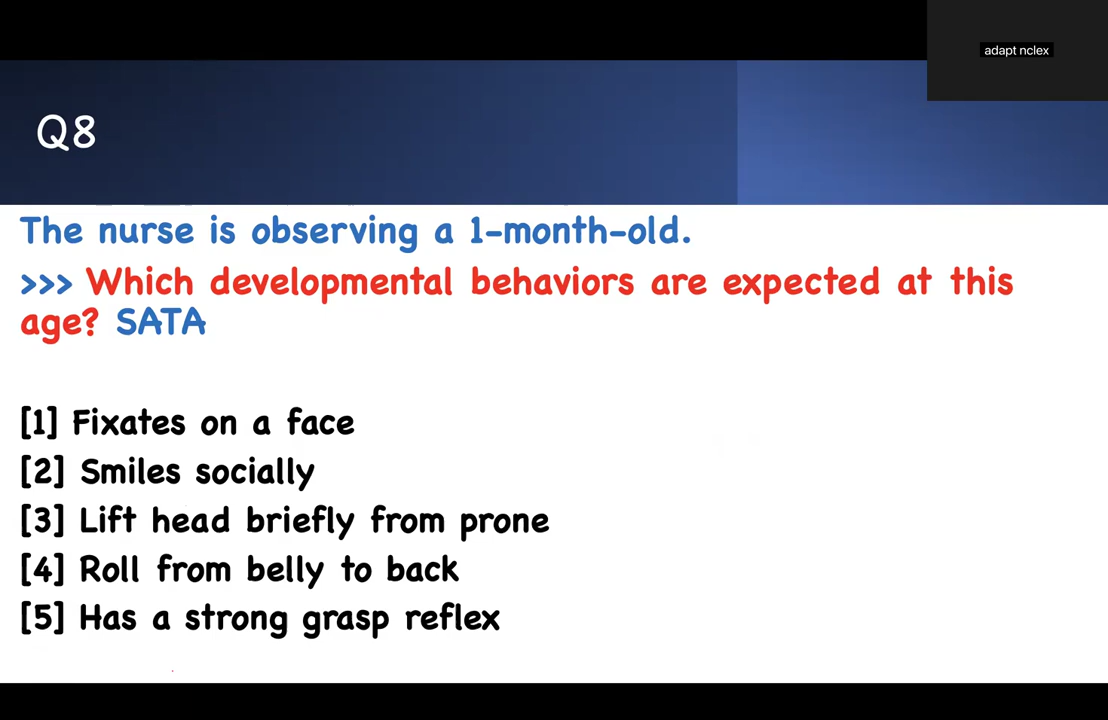 adapt nclex
Q8
The nurse is observing a 1-month-old.
>>> Which developmental behaviors are expected at this
age? SATA
[1] Fixates on a face
[2] Smiles socially
[3] Lift head briefly from prone
[4] Roll from belly to back
[5] Has a strong grasp reflex